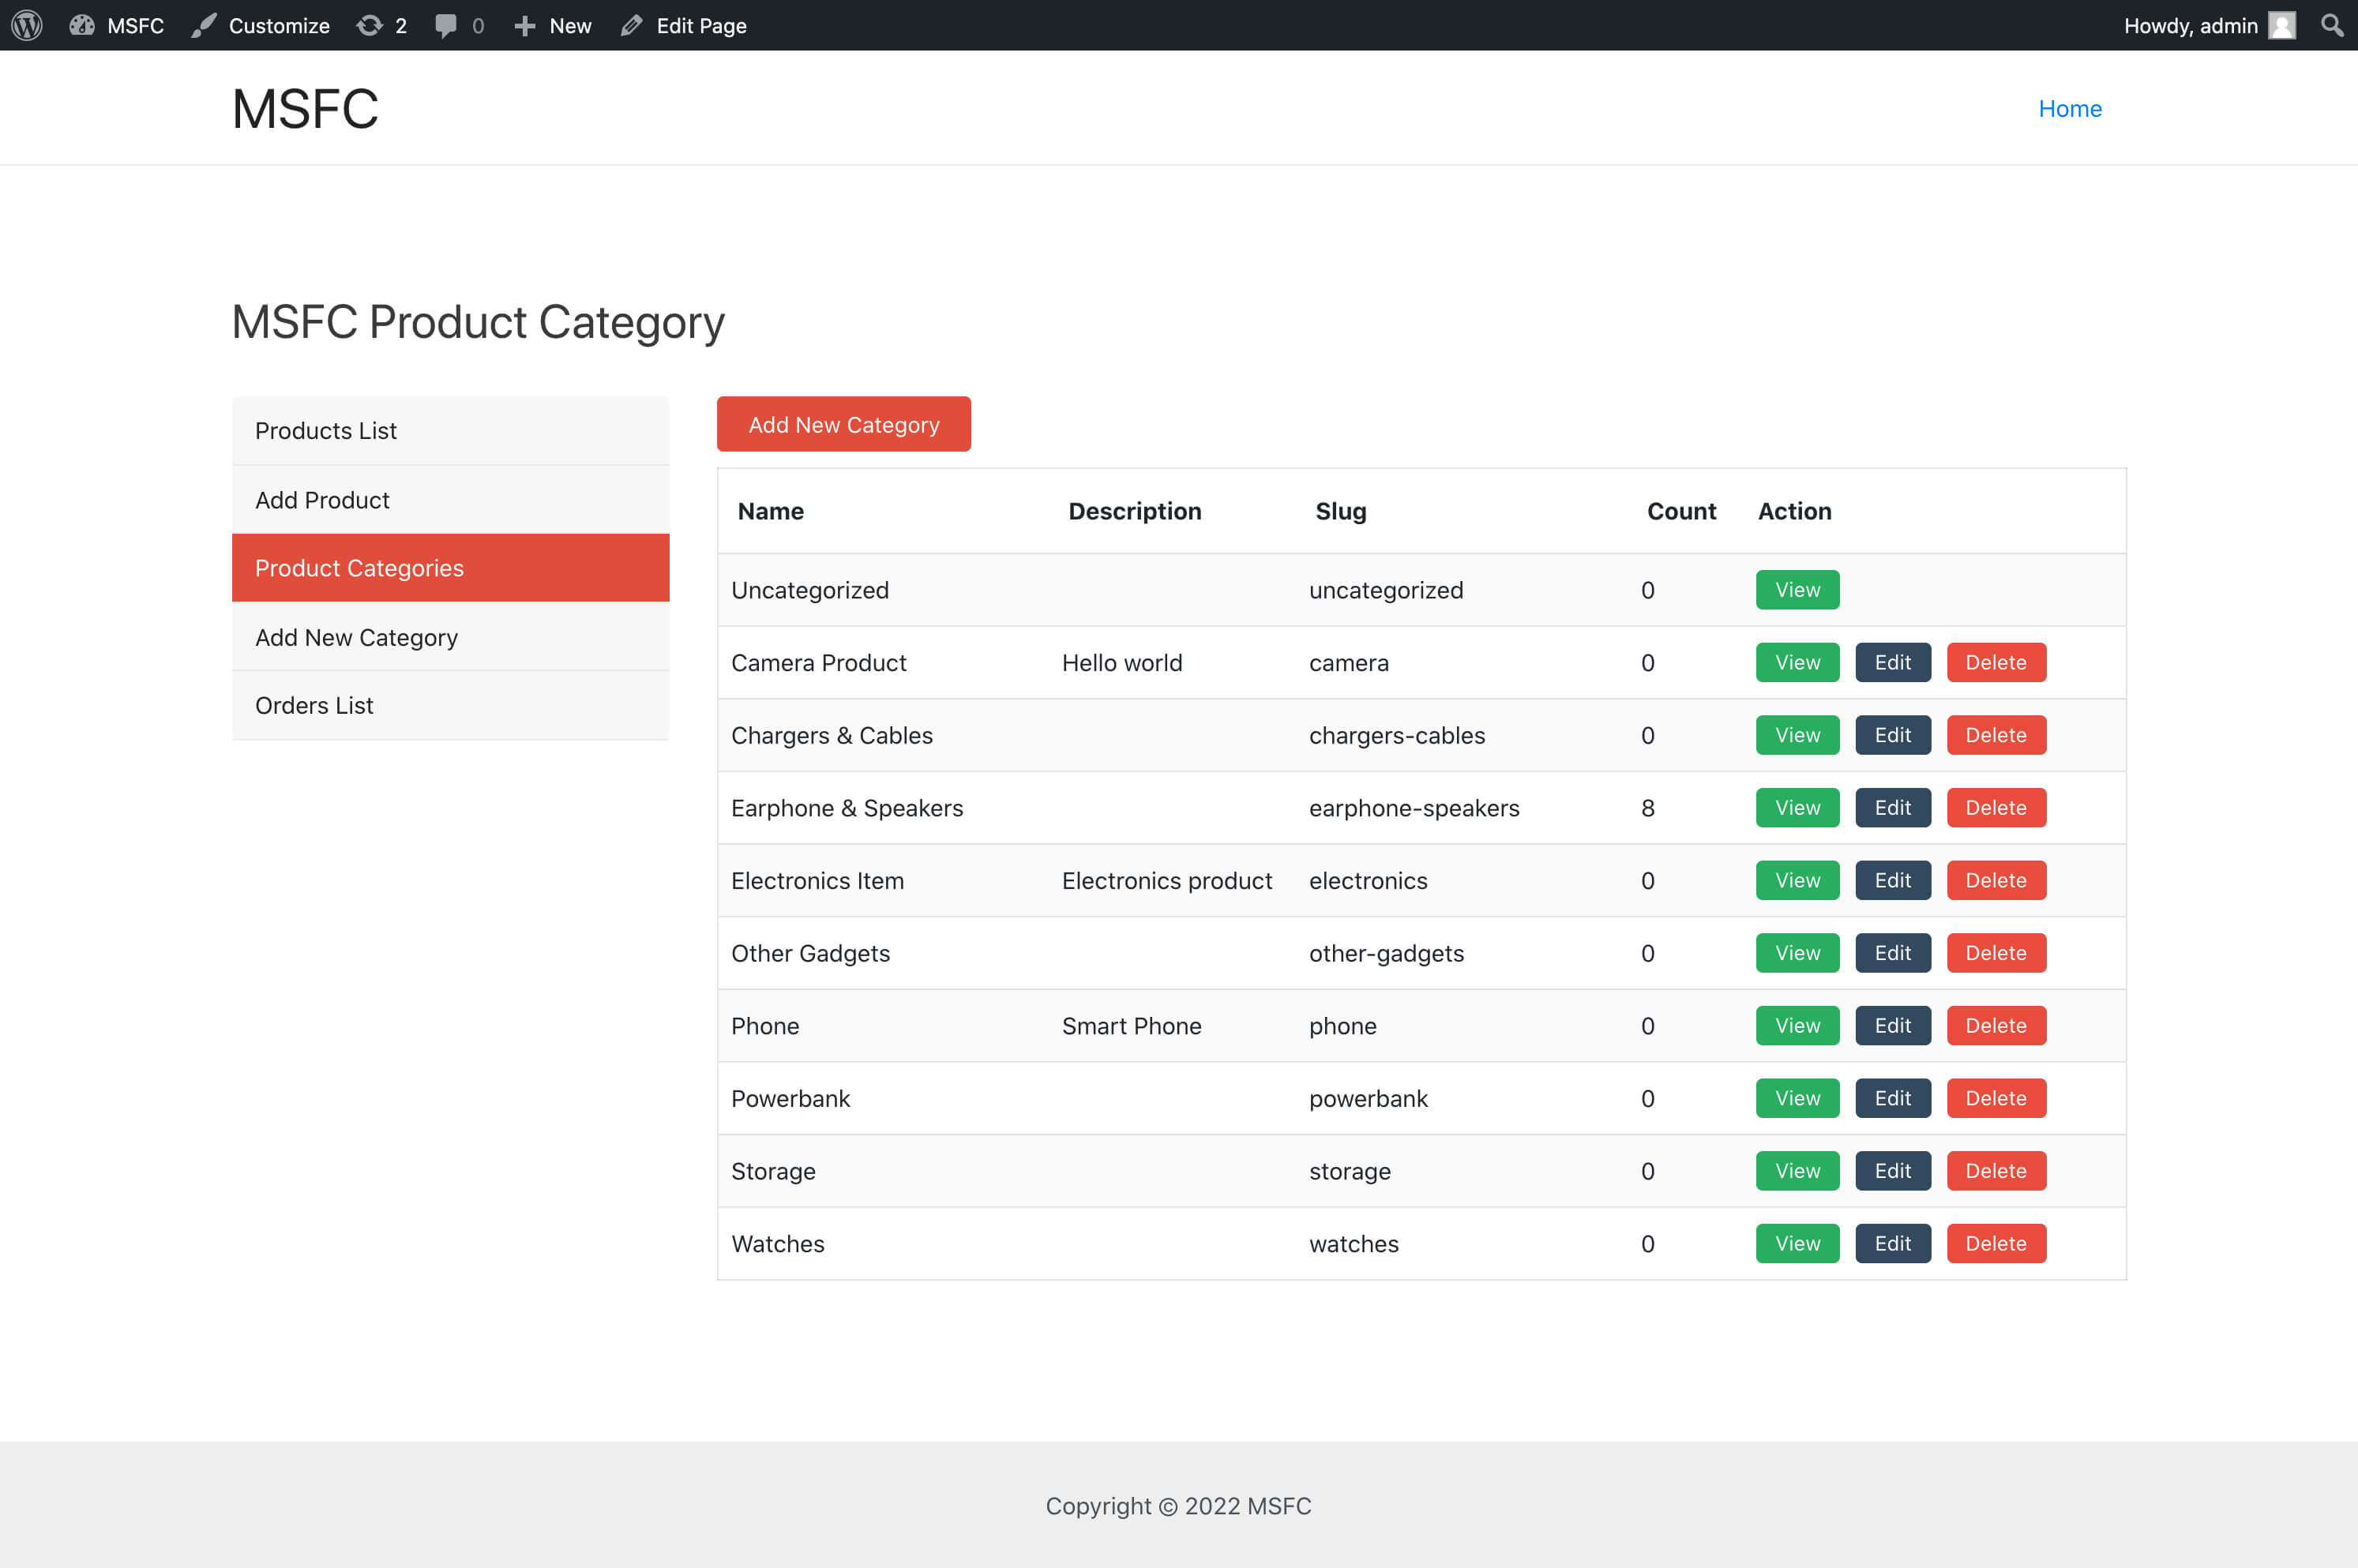 MSFC Customize 2 0 New Edit Page Howdy, admin
MSFC Home
MSFC Product Category
Products List
Add Product
Product Categories
Add New Category
Orders List
Add New Category
Name Description Slug Count Action
Uncategorized uncategorized 0 View
Camera Product Hello world camera 0 View Edit Delete
Chargers & Cables chargers-cables 0 View Edit Delete
Earphone & Speakers earphone-speakers 8 View Edit Delete
Electronics Item Electronics product electronics 0 View Edit Delete
Other Gadgets other-gadgets 0 View Edit Delete
Phone Smart Phone phone 0 View Edit Delete
Powerbank powerbank 0 View Edit Delete
Storage storage 0 View Edit Delete
Watches watches 0 View Edit Delete
Copyright © 2022 MSFC